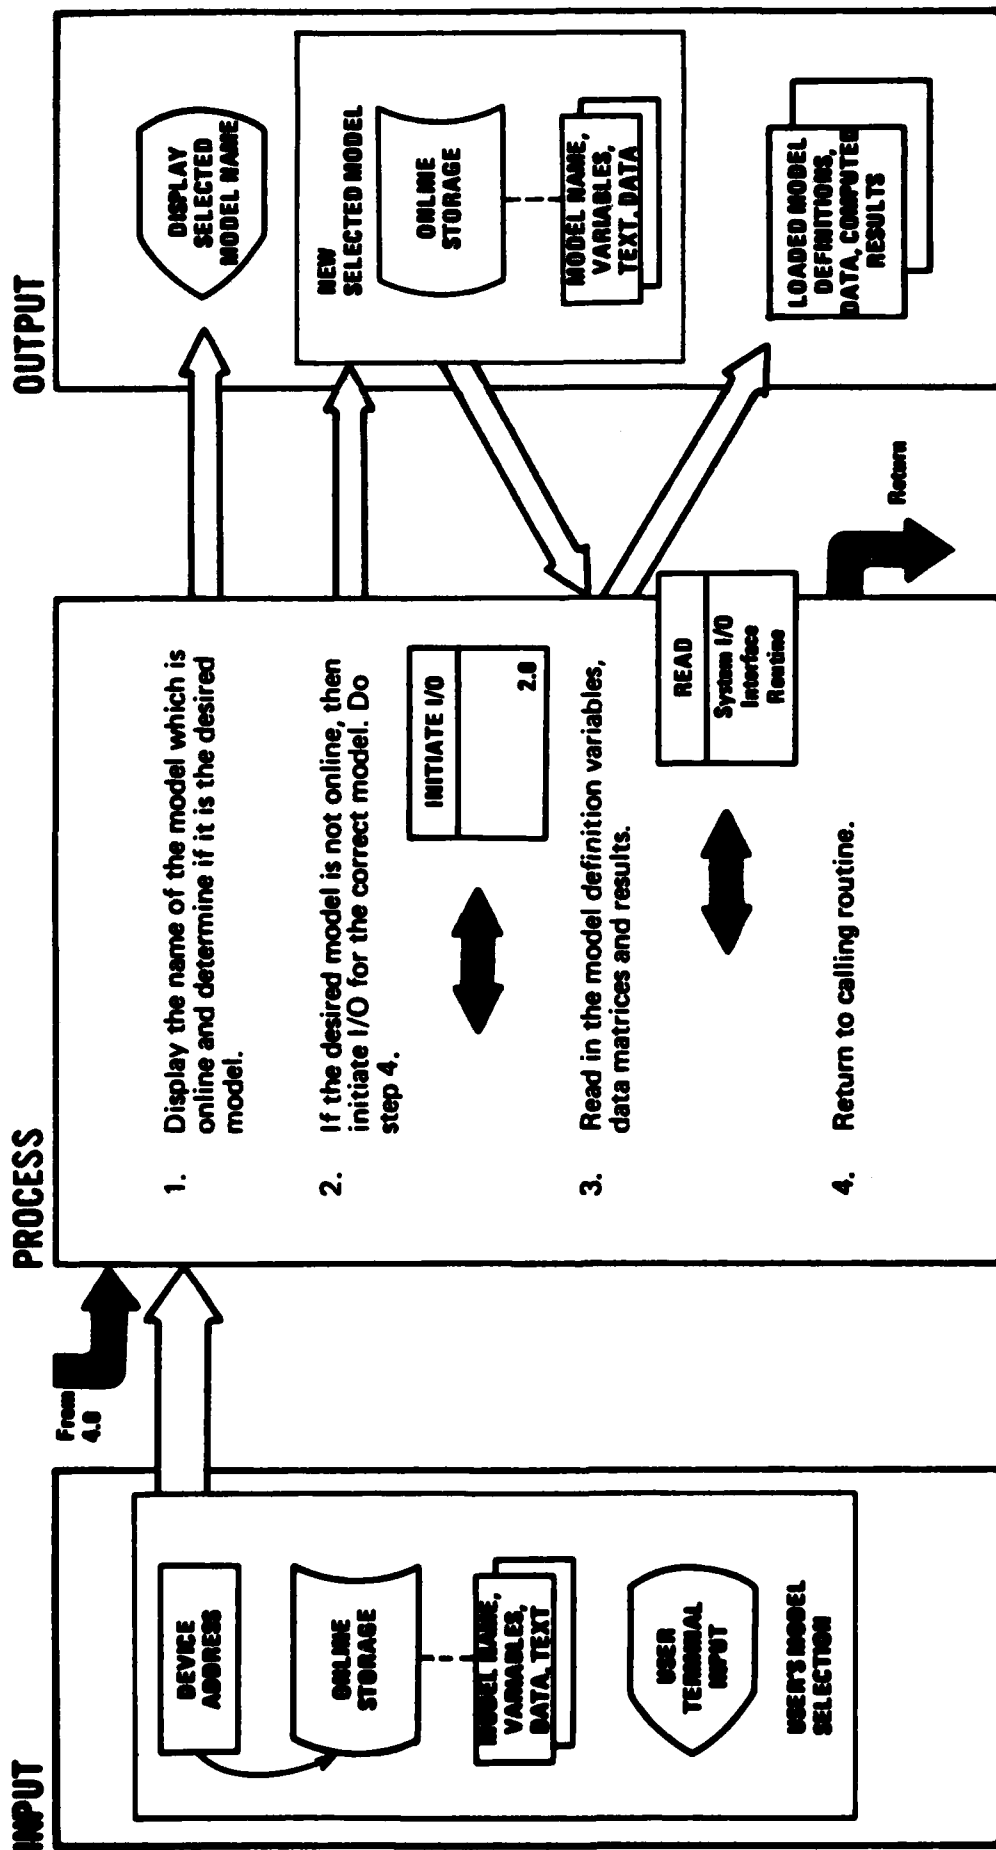 INPUT
DEVICE
ADDRESS
ONLINE
STORAGE
MODEL NAME,
VARIABLES,
DATA, TEXT
USER
TERMINAL
INPUT
USER'S MODEL
SELECTION
From
4.0
PROCESS
1. Display the name of the model which is
online and determine if it is the desired
model.
2. If the desired model is not online, then
initiate I/O for the correct model. Do
step 4.
INITIATE I/O
2.0
3. Read in the model definition variables,
data matrices and results.
READ
System I/O
Interface
Routine
4. Return to calling routine.
Return
OUTPUT
DISPLAY
SELECTED
MODEL NAME
NEW
SELECTED MODEL
ONLINE
STORAGE
MODEL NAME,
VARIABLES,
TEXT, DATA
LOADED MODEL
DEFINITIONS,
DATA, COMPUTED
RESULTS